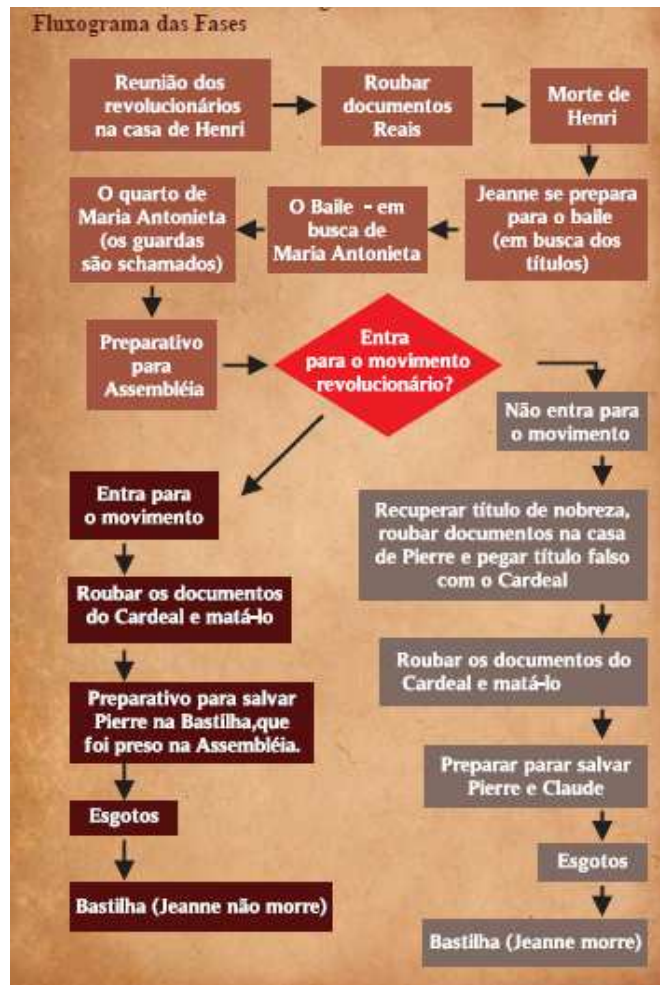 Fluxograma das Fases
Reunião dos
revolucionários
na casa de Henri
Roubar
documentos
Reais
Morte de
Henri
Jeanne se prepara
para o baile
(em busca dos
títulos)
O Baile - em
busca de
Maria Antonieta
O quarto de
Maria Antonieta
(os guardas
são schamados)
Preparativo
para
Assembléia
Entra
para o movimento
revolucionário?
Entra para
o movimento
Roubar os documentos
do Cardeal e matá-lo
Preparativo para salvar
Pierre na Bastilha,que
foi preso na Assembléia.
Esgotos
Bastilha (Jeanne não morre)
Não entra para
o movimento
Recuperar título de nobreza,
roubar documentos na casa
de Pierre e pegar título falso
com o Cardeal
Roubar os documentos do
Cardeal e matá-lo
Preparar parar salvar
Pierre e Claude
Esgotos
Bastilha (Jeanne morre)